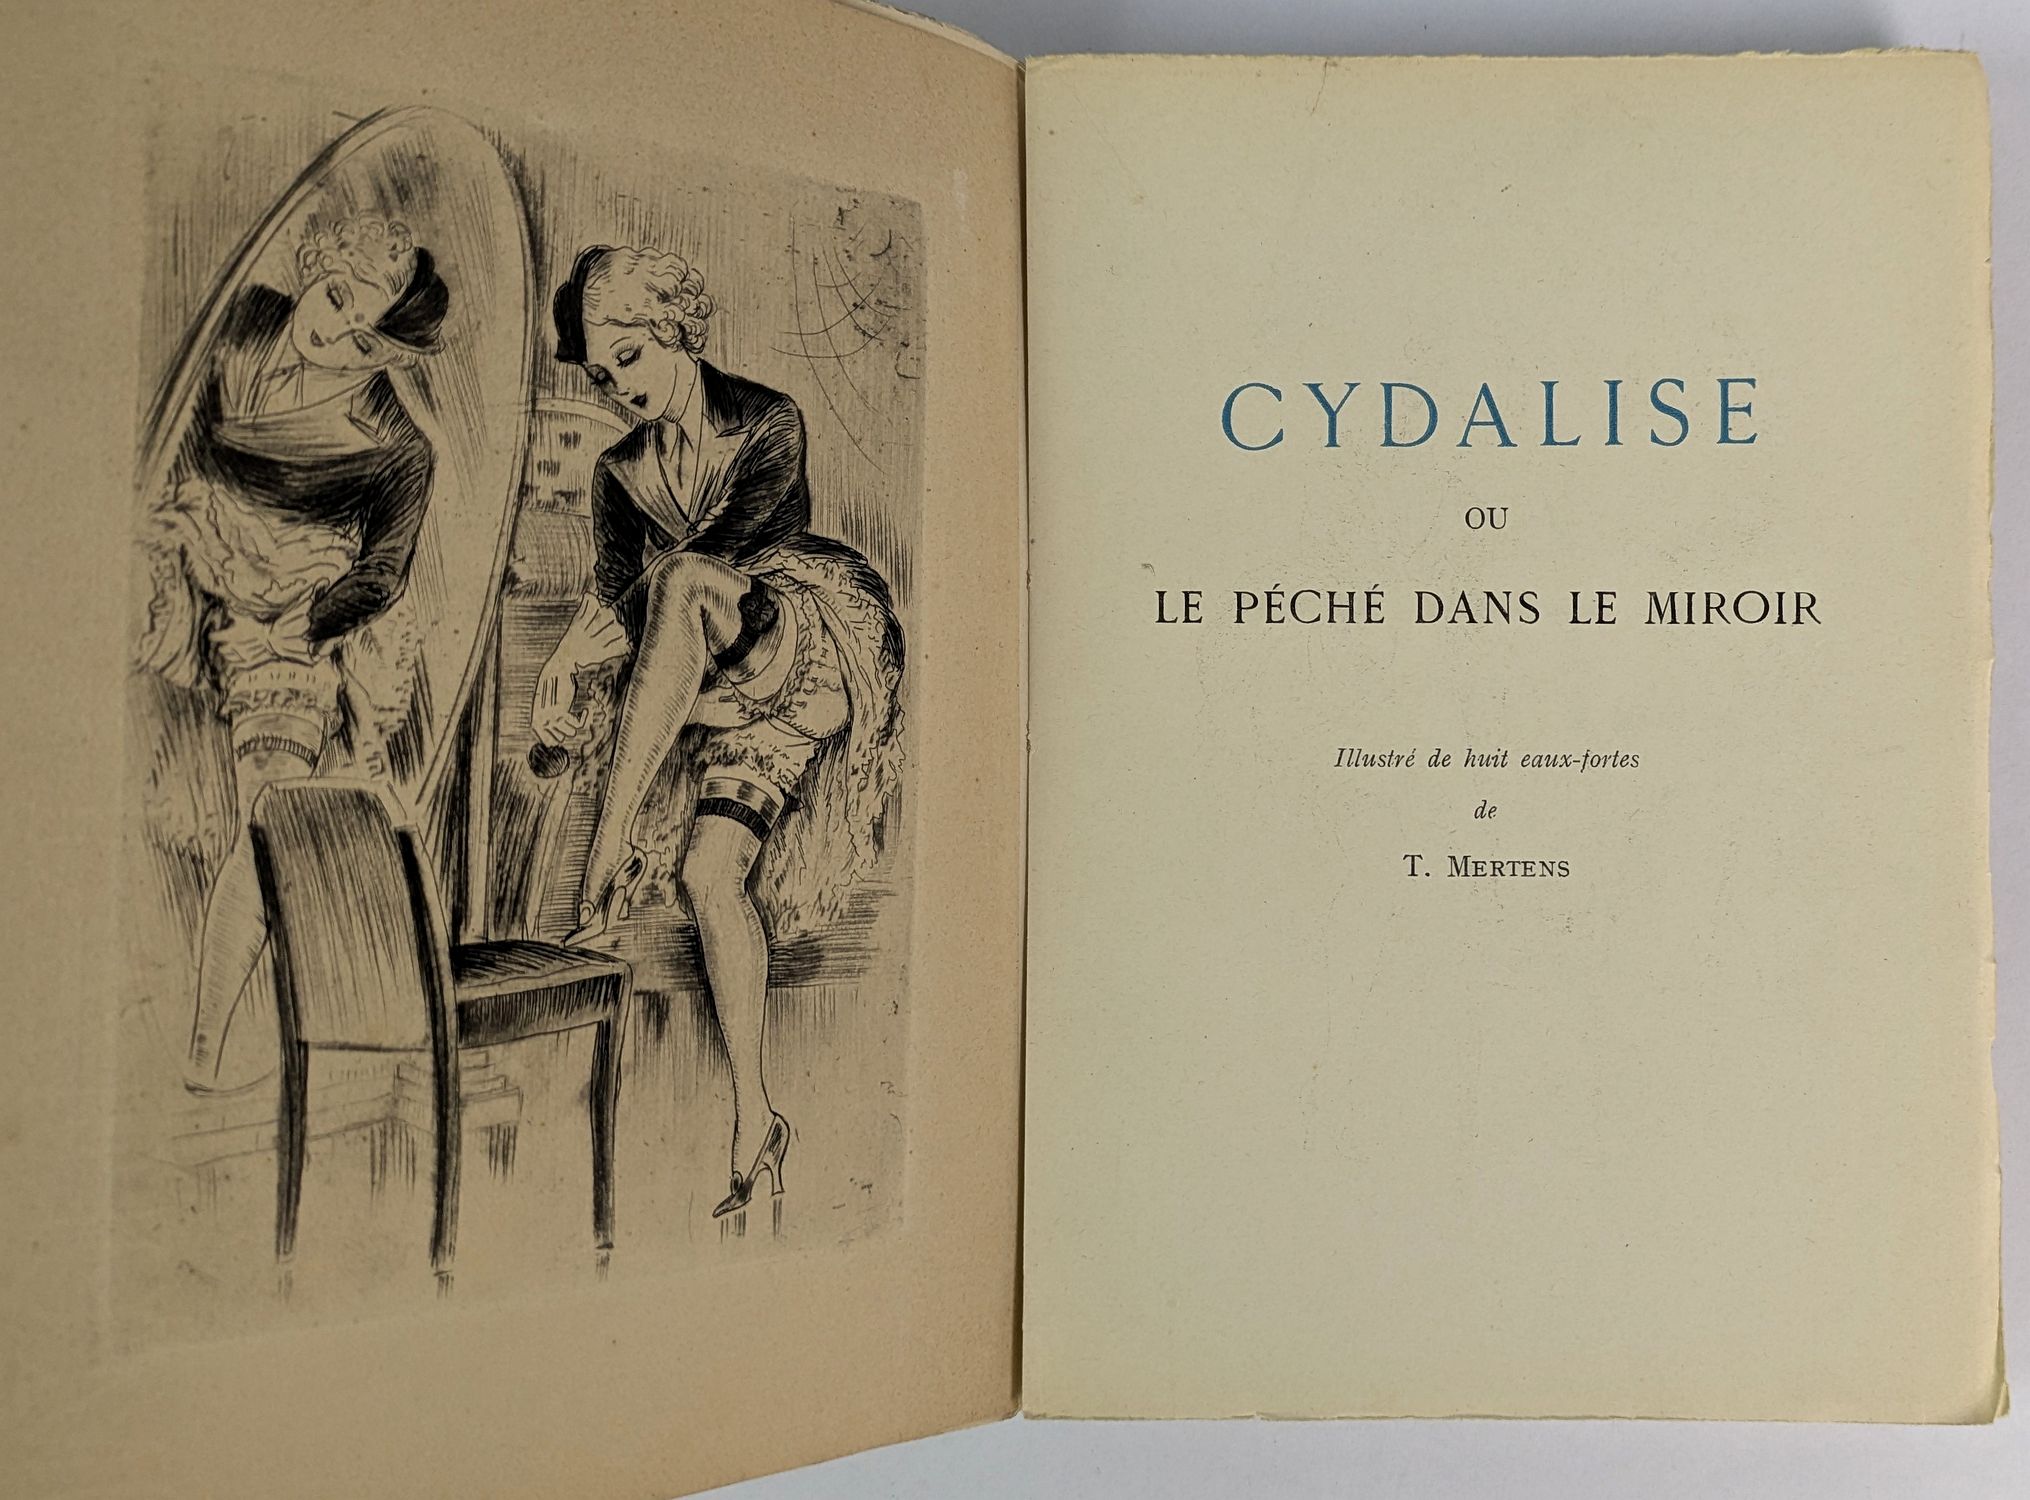 CYDALISE
OU
LE PÉCHÉ DANS LE MIROIR
Illustré de huit eaux-fortes
de
T. MERTENS